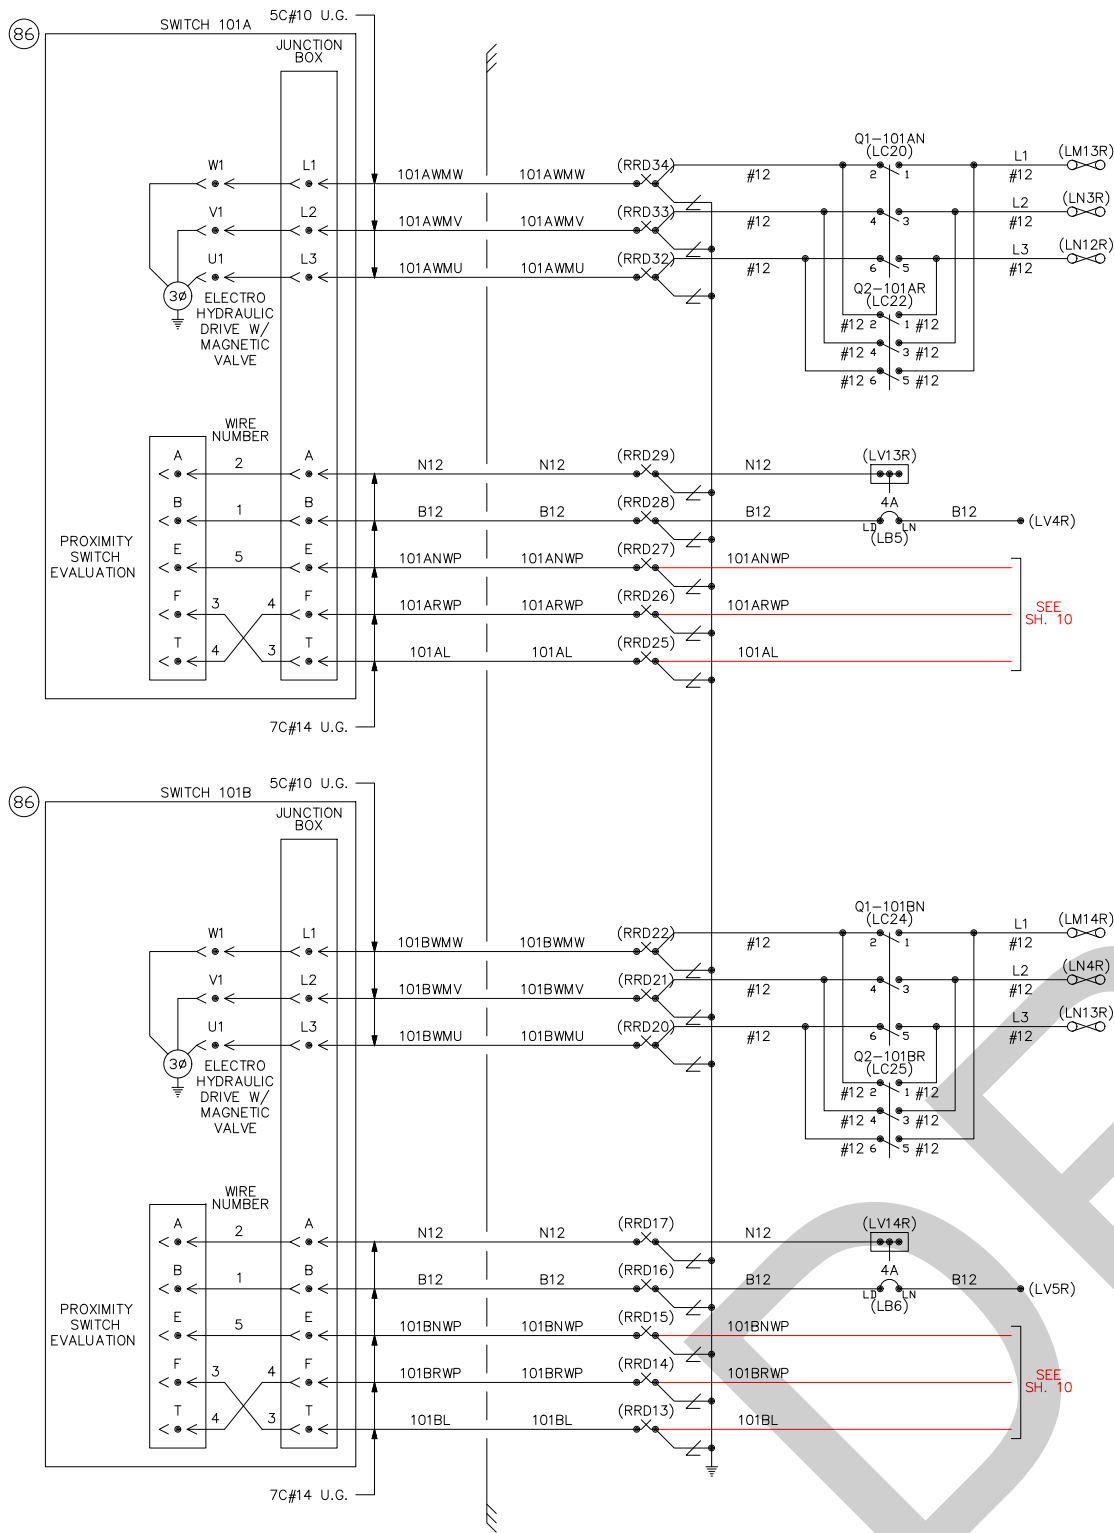 86
SWITCH 101A
5C#10 U.G.
JUNCTION
BOX
W1
L1
101AWMW
101AWMW
(RRD34)
#12
Q1-101AN
(LC20)
2
1
L1
#12
(LM13R)
V1
L2
101AWMV
101AWMV
(RRD33)
#12
4
3
L2
#12
(LN3R)
U1
L3
101AWMU
101AWMU
(RRD32)
#12
6
5
L3
#12
(LN12R)
3Ø
ELECTRO
HYDRAULIC
DRIVE W/
MAGNETIC
VALVE
Q2-101AR
(LC22)
#12 2 1 #12
#12 4 3 #12
#12 6 5 #12
WIRE
NUMBER
A
2
A
N12
N12
(RRD29)
N12
(LV13R)
B
1
B
B12
B12
(RRD28)
B12
4A
LD LN
(LB5)
B12
(LV4R)
PROXIMITY
SWITCH
EVALUATION
E
5
E
101ANWP
101ANWP
(RRD27)
101ANWP
F
3
4
F
101ARWP
101ARWP
(RRD26)
101ARWP
SEE
SH. 10
T
4
3
T
101AL
101AL
(RRD25)
101AL
7C#14 U.G.
86
SWITCH 101B
5C#10 U.G.
JUNCTION
BOX
W1
L1
101BWMW
101BWMW
(RRD22)
#12
Q1-101BN
(LC24)
2
1
L1
#12
(LM14R)
V1
L2
101BWMV
101BWMV
(RRD21)
#12
4
3
L2
#12
(LN4R)
U1
L3
101BWMU
101BWMU
(RRD20)
#12
6
5
L3
#12
(LN13R)
3Ø
ELECTRO
HYDRAULIC
DRIVE W/
MAGNETIC
VALVE
Q2-101BR
(LC25)
#12 2 1 #12
#12 4 3 #12
#12 6 5 #12
WIRE
NUMBER
A
2
A
N12
N12
(RRD17)
N12
(LV14R)
B
1
B
B12
B12
(RRD16)
B12
4A
LD LN
(LB6)
B12
(LV5R)
PROXIMITY
SWITCH
EVALUATION
E
5
E
101BNWP
101BNWP
(RRD15)
101BNWP
F
3
4
F
101BRWP
101BRWP
(RRD14)
101BRWP
SEE
SH. 10
T
4
3
T
101BL
101BL
(RRD13)
101BL
7C#14 U.G.